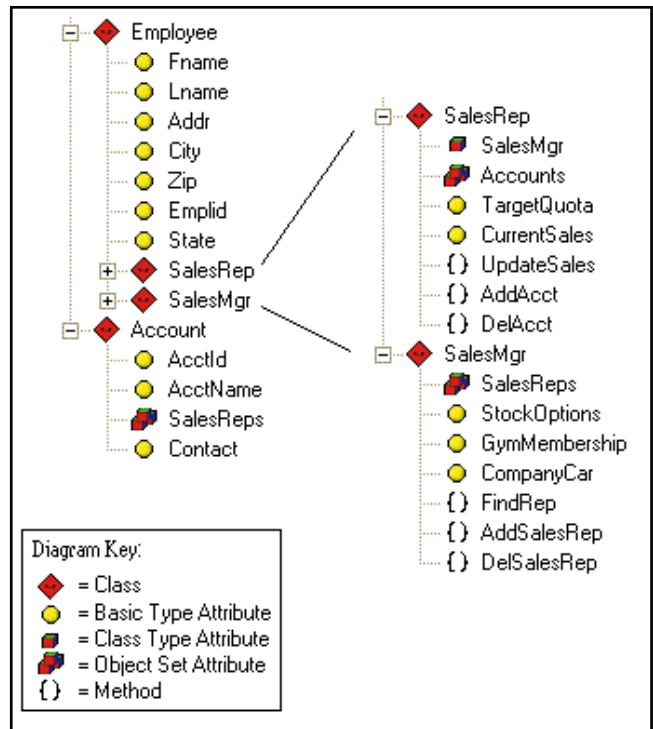 Employee
Fname
Lname
Addr
City
Zip
Emplid
State
SalesRep
SalesMgr
Account
AcctId
AcctName
SalesReps
Contact
SalesRep
SalesMgr
Accounts
TargetQuota
CurrentSales
{} UpdateSales
{} AddAcct
{} DelAcct
SalesMgr
SalesReps
StockOptions
GymMembership
CompanyCar
{} FindRep
{} AddSalesRep
{} DelSalesRep
Diagram Key:
= Class
= Basic Type Attribute
= Class Type Attribute
= Object Set Attribute
{} = Method